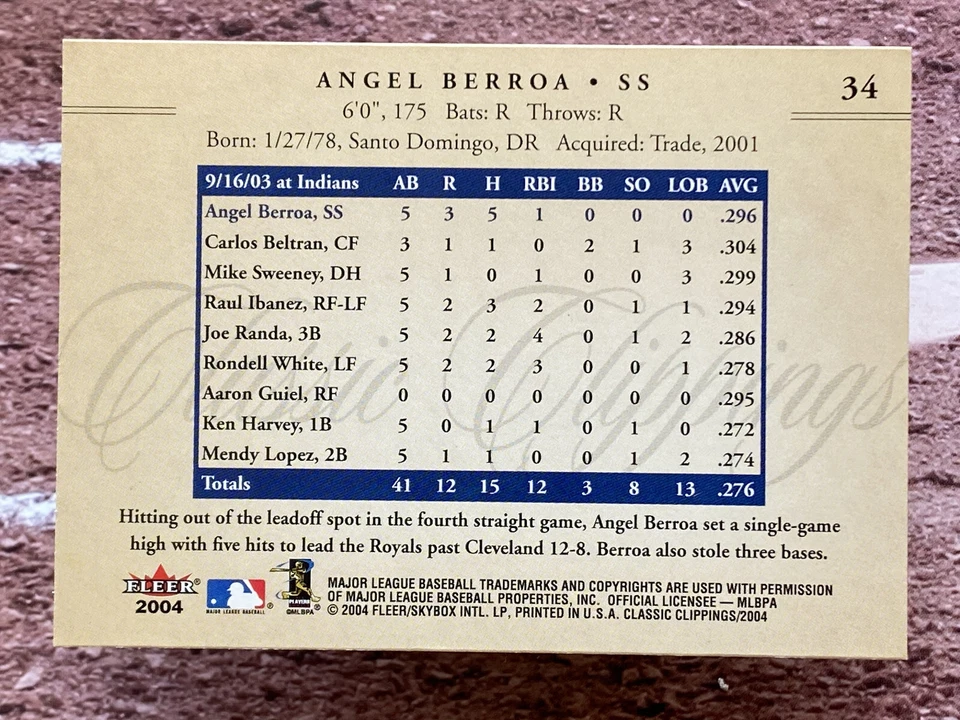 ANGEL BERROA • SS
34
6'0", 175 Bats: R Throws: R
Born: 1/27/78, Santo Domingo, DR Acquired: Trade, 2001
9/16/03 at Indians AB R H RBI BB SO LOB AVG
Angel Berroa, SS 5 3 5 1 0 0 0 .296
Carlos Beltran, CF 3 1 1 0 2 1 3 .304
Mike Sweeney, DH 5 1 0 1 0 0 3 .299
Raul Ibanez, RF-LF 5 2 3 2 0 1 1 .294
Joe Randa, 3B 5 2 2 4 0 1 2 .286
Rondell White, LF 5 2 2 3 0 0 1 .278
Aaron Guiel, RF 0 0 0 0 0 0 0 .295
Ken Harvey, 1B 5 0 1 1 0 1 0 .272
Mendy Lopez, 2B 5 1 1 0 0 1 2 .274
Totals 41 12 15 12 3 8 13 .276
Classic Clippings
Hitting out of the leadoff spot in the fourth straight game, Angel Berroa set a single-game
high with five hits to lead the Royals past Cleveland 12-8. Berroa also stole three bases.
FLEER®
2004
MAJOR LEAGUE BASEBALL®
PLAYERS
©MLBPA
MAJOR LEAGUE BASEBALL TRADEMARKS AND COPYRIGHTS ARE USED WITH PERMISSION
OF MAJOR LEAGUE BASEBALL PROPERTIES, INC. OFFICIAL LICENSEE — MLBPA
© 2004 FLEER/SKYBOX INTL. LP, PRINTED IN U.S.A. CLASSIC CLIPPINGS/2004